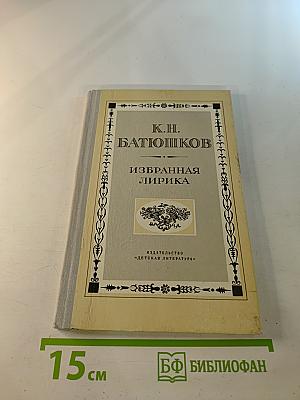 К.Н.
БАТЮШКОВ
ИЗБРАННАЯ
ЛИРИКА
ИЗДАТЕЛЬСТВО
«ДЕТСКАЯ ЛИТЕРАТУРА»
15 см
БФ БИБЛИОФАН